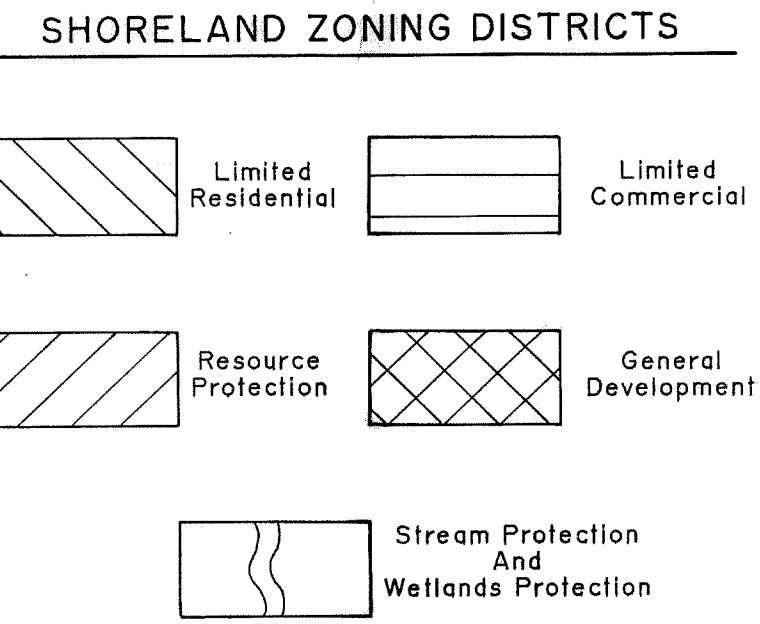 SHORELAND ZONING DISTRICTS
Limited
Residential
Limited
Commercial
Resource
Protection
General
Development
Stream Protection
And
Wetlands Protection